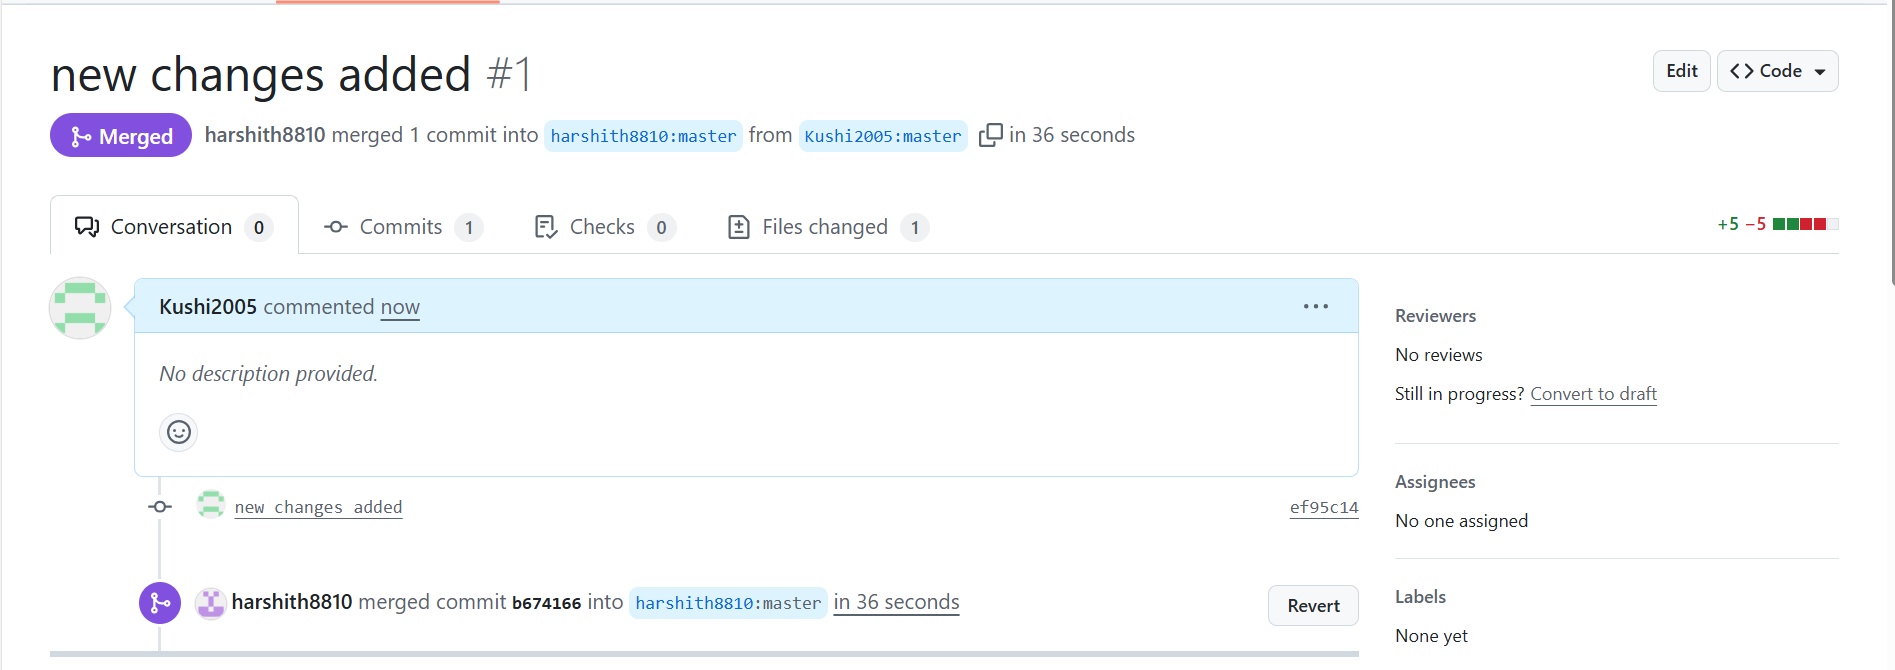 new changes added #1
Edit
Code
Merged
harshith8810 merged 1 commit into harshith8810:master from Kushi2005:master in 36 seconds
Conversation 0
Commits 1
Checks 0
Files changed 1
+5 −5
Kushi2005 commented now
No description provided.
new changes added
ef95c14
harshith8810 merged commit b674166 into harshith8810:master in 36 seconds
Revert
Reviewers
No reviews
Still in progress? Convert to draft
Assignees
No one assigned
Labels
None yet